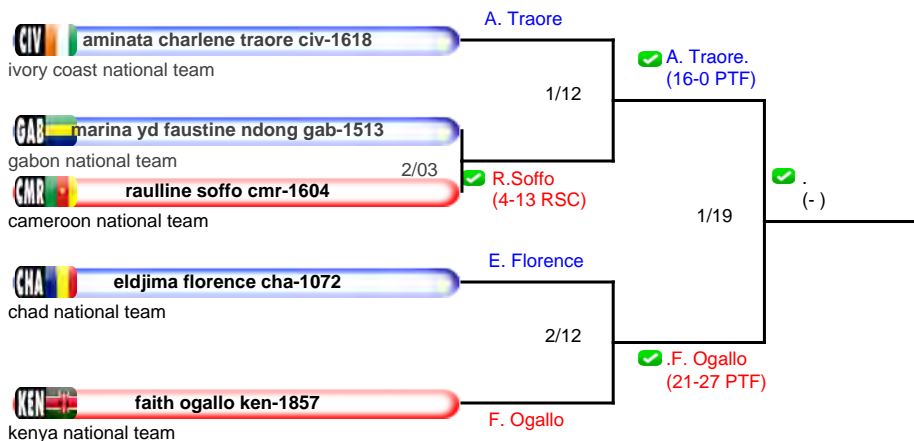 A. Traore
CIV aminata charlene traore civ-1618
ivory coast national team
A. Traore.
(16-0 PTF)
1/12
GAB marina yd faustine ndong gab-1513
gabon national team
2/03
R.Soffo
(4-13 RSC)
CMR raulline soffo cmr-1604
cameroon national team
.
(- )
1/19
E. Florence
CHA eldjima florence cha-1072
chad national team
2/12
.F. Ogallo
(21-27 PTF)
KEN faith ogallo ken-1857
F. Ogallo
kenya national team